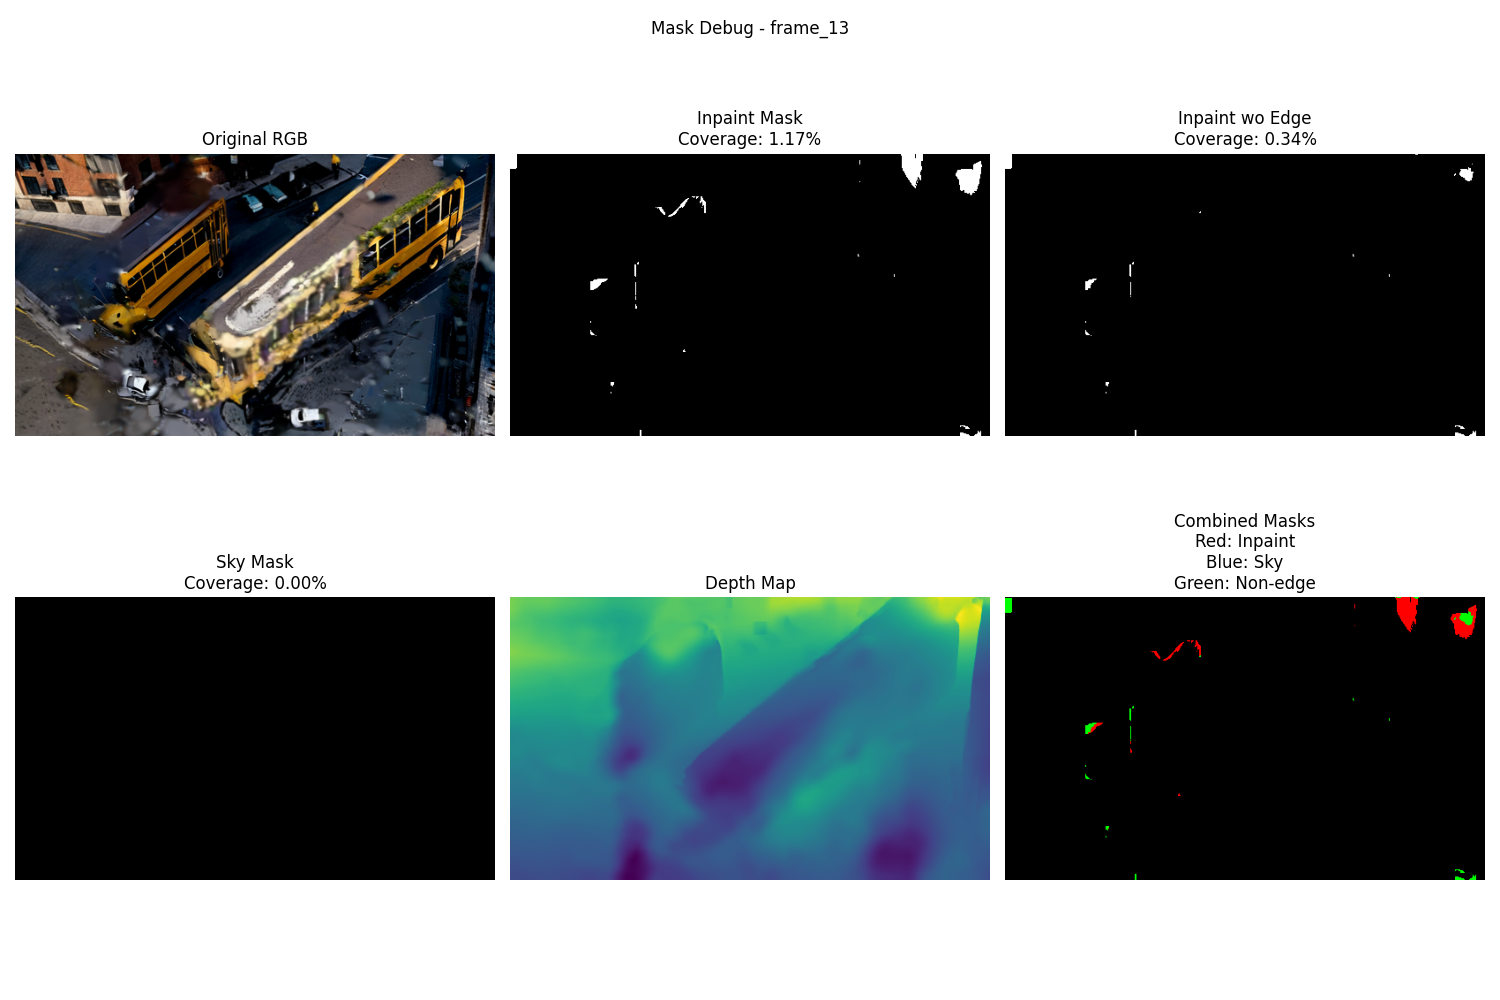 Mask Debug - frame_13
Original RGB
Inpaint Mask
Coverage: 1.17%
Inpaint wo Edge
Coverage: 0.34%
Sky Mask
Coverage: 0.00%
Depth Map
Combined Masks
Red: Inpaint
Blue: Sky
Green: Non-edge